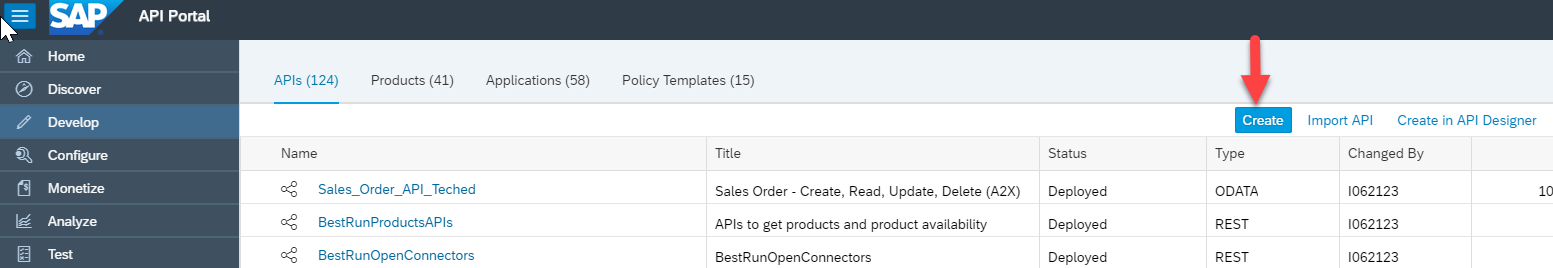 SAP API Portal
Home
Discover
Develop
Configure
Monetize
Analyze
Test
APIs (124) Products (41) Applications (58) Policy Templates (15)
Create Import API Create in API Designer
Name Title Status Type Changed By
Sales_Order_API_Teched Sales Order - Create, Read, Update, Delete (A2X) Deployed ODATA I062123 10
BestRunProductsAPIs APIs to get products and product availability Deployed REST I062123
BestRunOpenConnectors BestRunOpenConnectors Deployed REST I062123